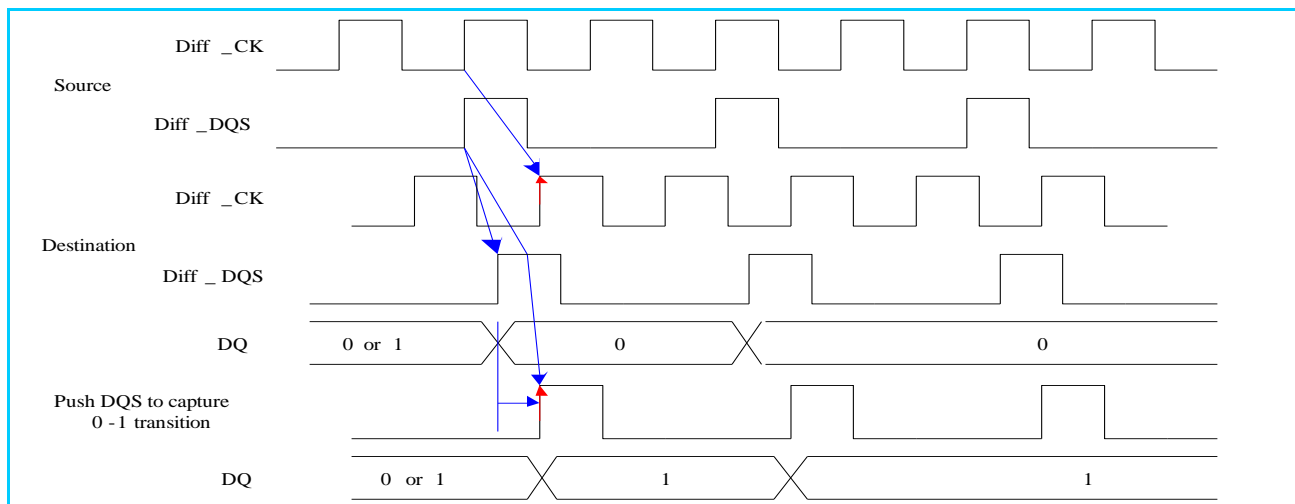 Diff _CK
Source
Diff _DQS
Diff _CK
Destination
Diff _ DQS
DQ
0 or 1
0
0
Push DQS to capture
0 -1 transition
DQ
0 or 1
1
1